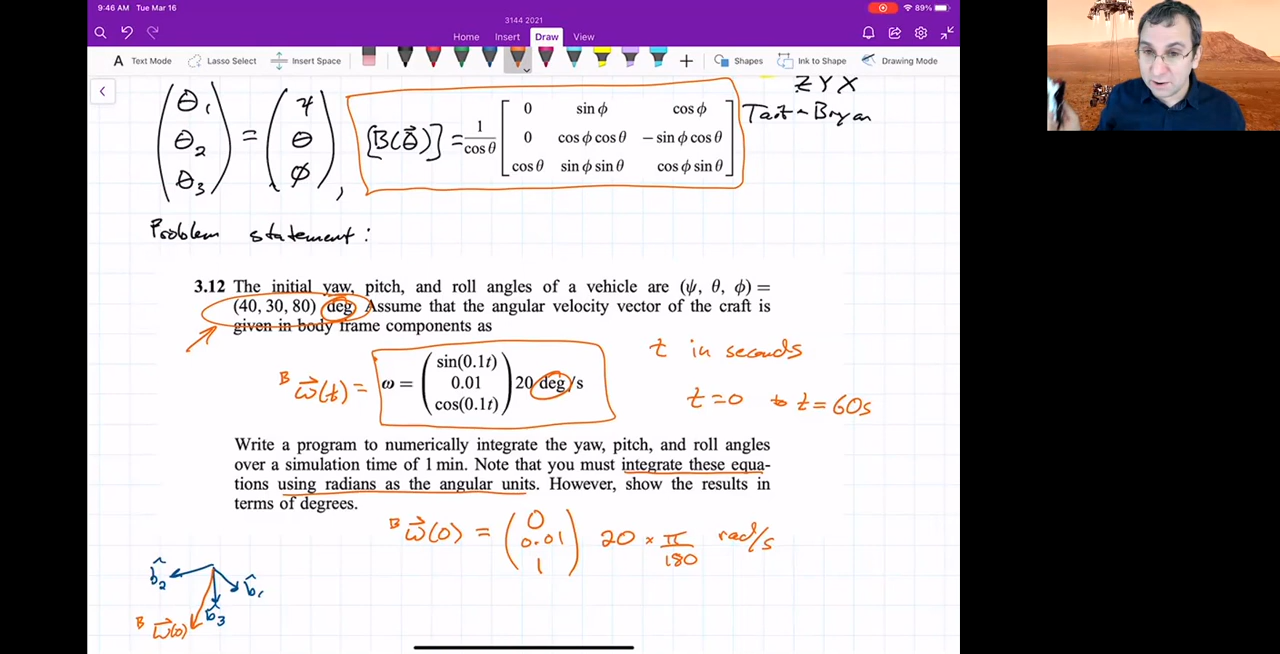 9:46 AM Tue Mar 16
89%
3144 2021
Home Insert Draw View
Text Mode Lasso Select Insert Space Shapes Ink to Shape Drawing Mode
Z Y X
Tait-Bryan
(θ₁ θ₂ θ₃) = (ψ θ φ), [B(θ⃗)] = 1/cos θ
0 sin φ cos φ
0 cos φ cos θ − sin φ cos θ
cos θ sin φ sin θ cos φ sin θ
Problem statement:
3.12 The initial yaw, pitch, and roll angles of a vehicle are (ψ, θ, φ) =
(40, 30, 80) deg Assume that the angular velocity vector of the craft is
given in body frame components as
ᴮω⃗(t) = ω = (sin(0.1t) 0.01 cos(0.1t)) 20 deg/s
t in seconds
t=0 to t=60s
Write a program to numerically integrate the yaw, pitch, and roll angles
over a simulation time of 1 min. Note that you must integrate these equa-
tions using radians as the angular units. However, show the results in
terms of degrees.
ᴮω⃗(0) = (0 0.01 1) 20 × π/180 rad/s
b̂₂ b̂₁
b̂₃
ᴮω⃗(0)